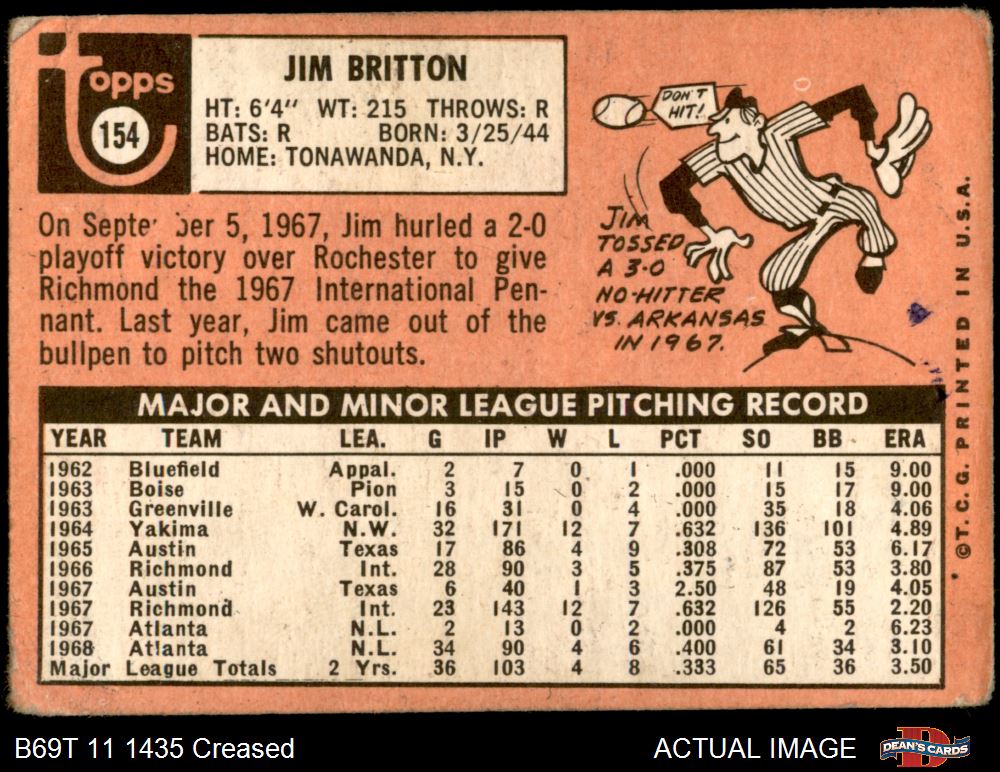 topps
154
JIM BRITTON
HT: 6'4" WT: 215 THROWS: R
BATS: R BORN: 3/25/44
HOME: TONAWANDA, N.Y.
On Septe ber 5, 1967, Jim hurled a 2-0
playoff victory over Rochester to give
Richmond the 1967 International Pen-
nant. Last year, Jim came out of the
bullpen to pitch two shutouts.
DON'T
HIT!
JIM
TOSSED
A 3-0
NO-HITTER
VS. ARKANSAS
IN 1967.
©T.C.G. PRINTED IN U.S.A.
MAJOR AND MINOR LEAGUE PITCHING RECORD
YEAR TEAM LEA. G IP W L PCT SO BB ERA
1962 Bluefield Appal. 2 7 0 1 .000 11 15 9.00
1963 Boise Pion 3 15 0 2 .000 15 17 9.00
1963 Greenville W. Carol. 16 31 0 4 .000 35 18 4.06
1964 Yakima N.W. 32 171 12 7 .632 136 101 4.89
1965 Austin Texas 17 86 4 9 .308 72 53 6.17
1966 Richmond Int. 28 90 3 5 .375 87 53 3.80
1967 Austin Texas 6 40 1 3 2.50 48 19 4.05
1967 Richmond Int. 23 143 12 7 .632 126 55 2.20
1967 Atlanta N.L. 2 13 0 2 .000 4 2 6.23
1968 Atlanta N.L. 34 90 4 6 .400 61 34 3.10
Major League Totals 2 Yrs. 36 103 4 8 .333 65 36 3.50
B69T 11 1435 Creased
ACTUAL IMAGE
DEAN'S CARDS